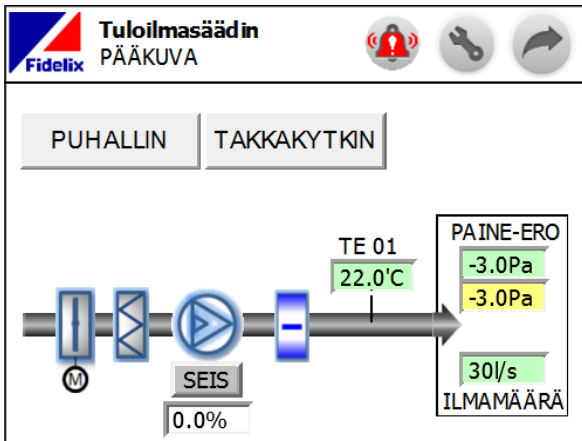 Fidelix
Tuloilmasäädin
PÄÄKUVA
PUHALLIN
TAKKAKYTKIN
TE 01
22.0'C
PAINE-ERO
-3.0Pa
-3.0Pa
M
SEIS
0.0%
30l/s
ILMAMÄÄRÄ